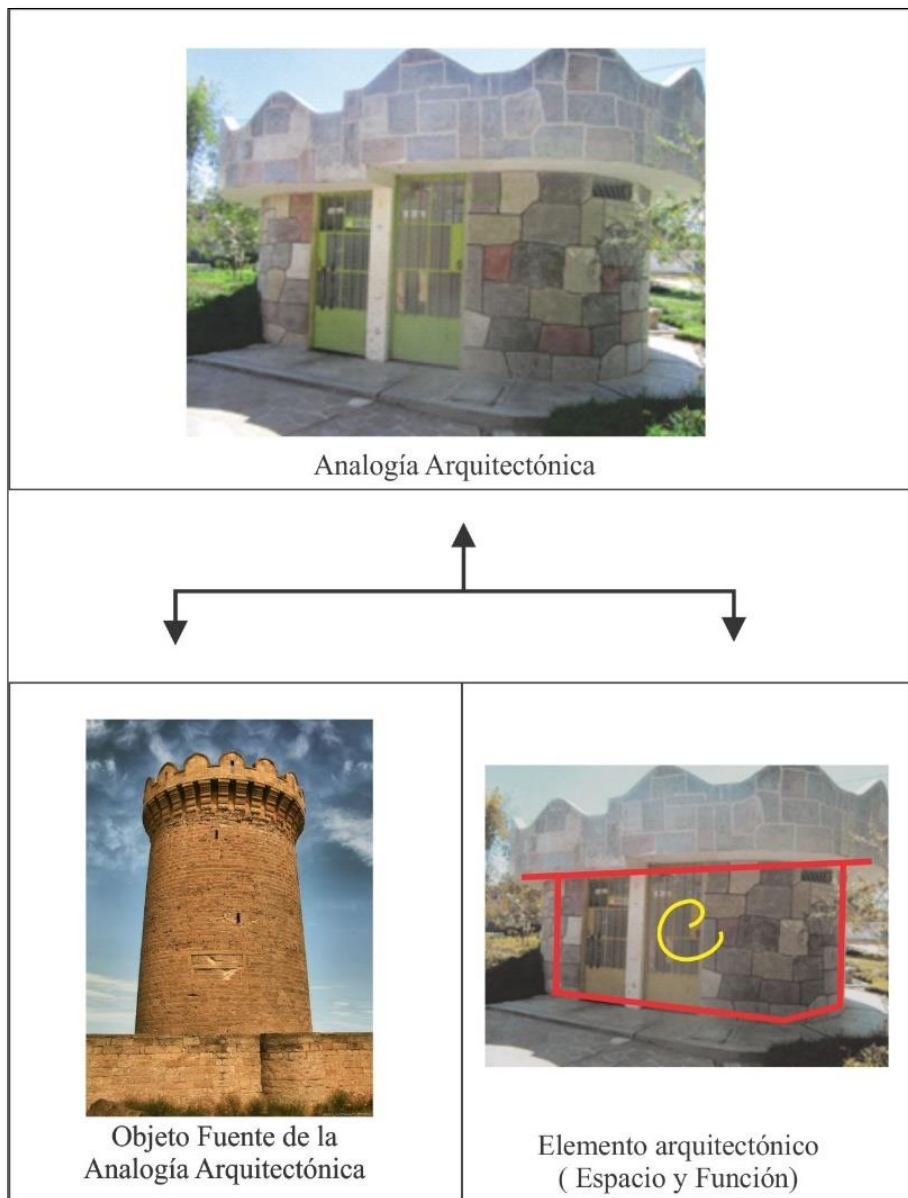 Analogía Arquitectónica
Objeto Fuente de la
Analogía Arquitectónica
Elemento arquitectónico
( Espacio y Función)